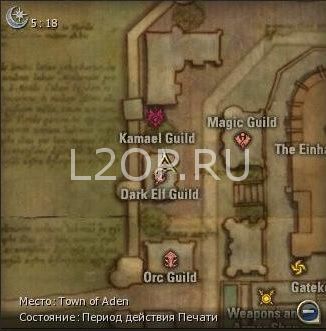 5 : 18
Kamael Guild
Magic Guild
The Einha
L2OP.RU
Dark Elf Guild
Orc Guild
Gatek
Место: Town of Aden
Weapons
Состояние: Период действия Печати